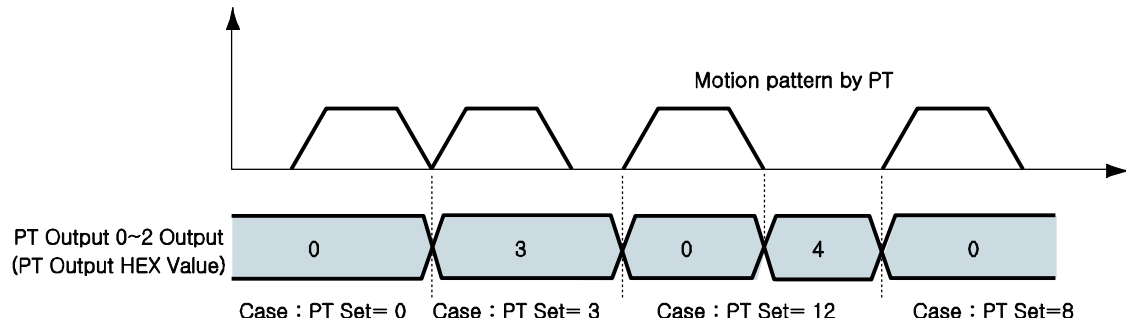 Motion pattern by PT
PT Output 0~2 Output
(PT Output HEX Value)
0
3
0
4
0
Case : PT Set= 0
Case : PT Set= 3
Case : PT Set= 12
Case : PT Set=8